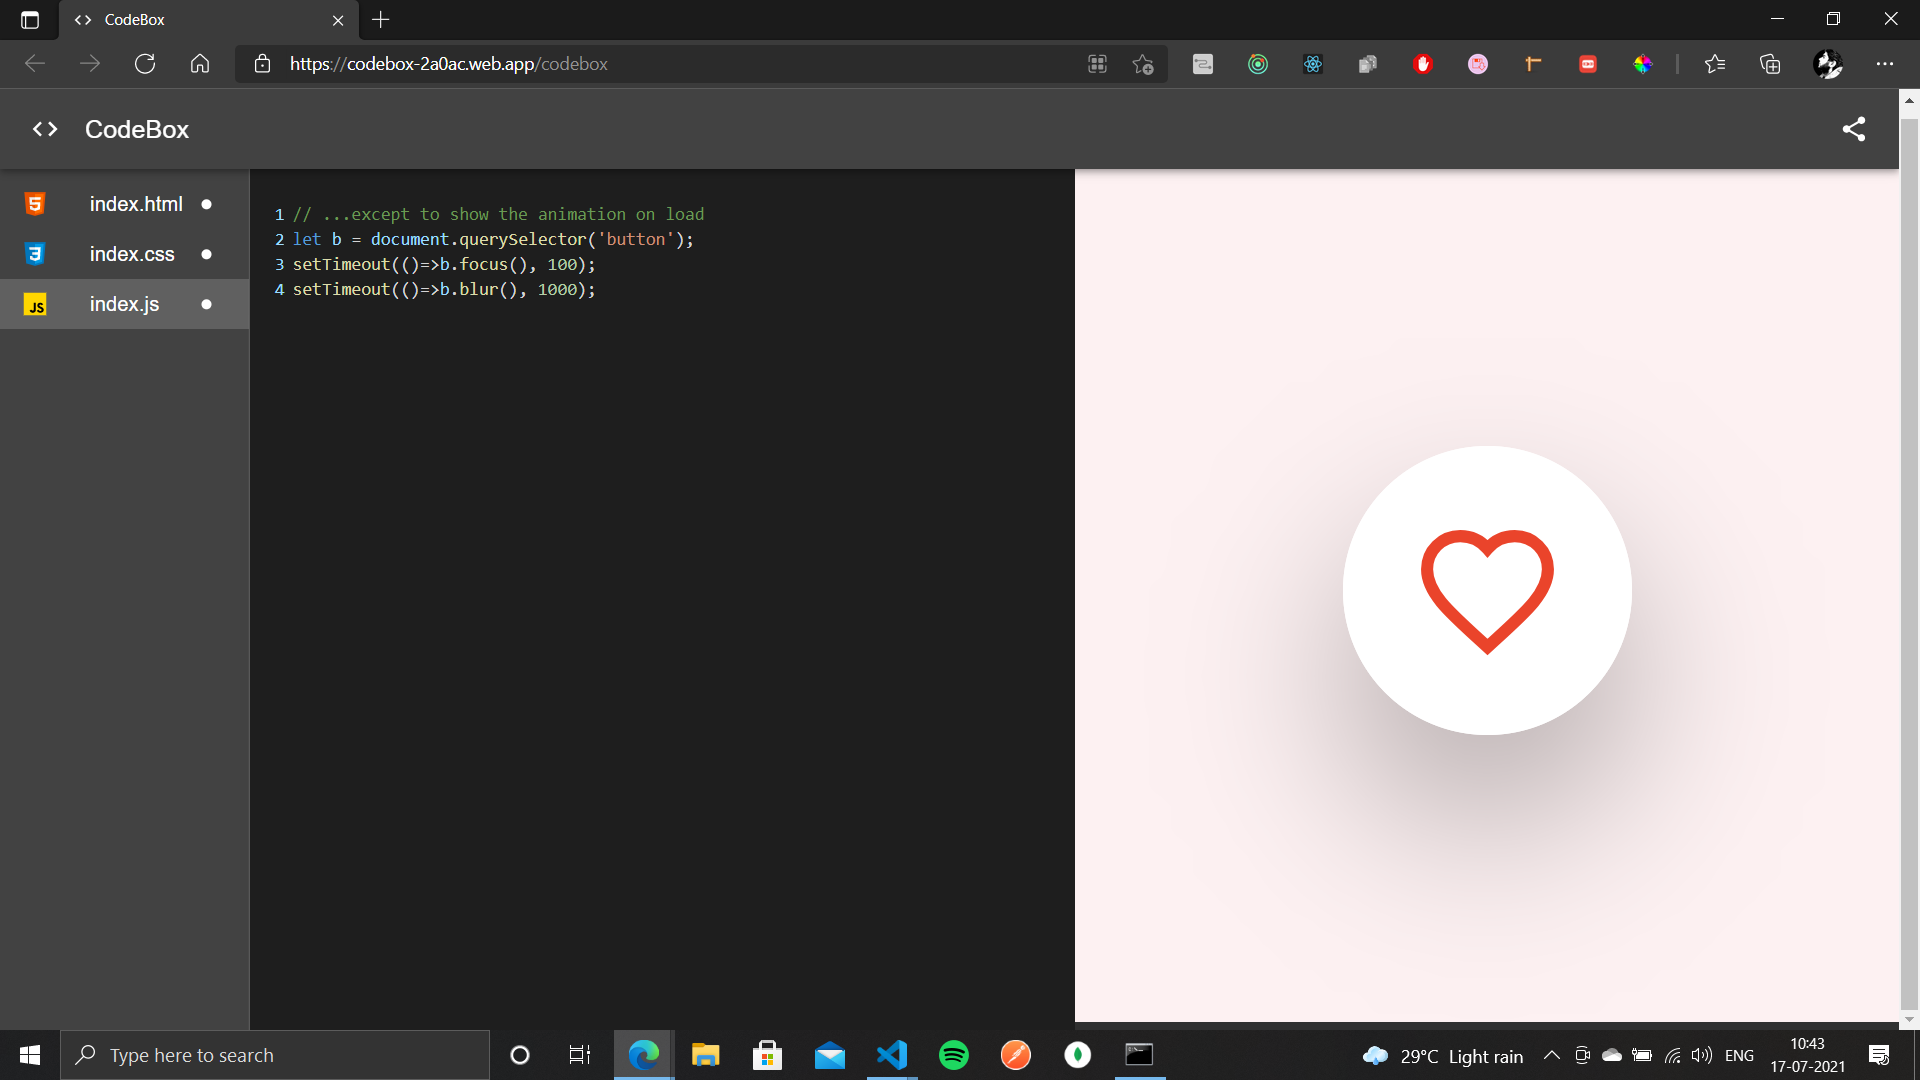 CodeBox
https://codebox-2a0ac.web.app/codebox
CodeBox
index.html
index.css
index.js
JS
1 // ...except to show the animation on load
2 let b = document.querySelector('button');
3 setTimeout(()=>b.focus(), 100);
4 setTimeout(()=>b.blur(), 1000);
Type here to search
29°C Light rain
ENG
10:43
17-07-2021